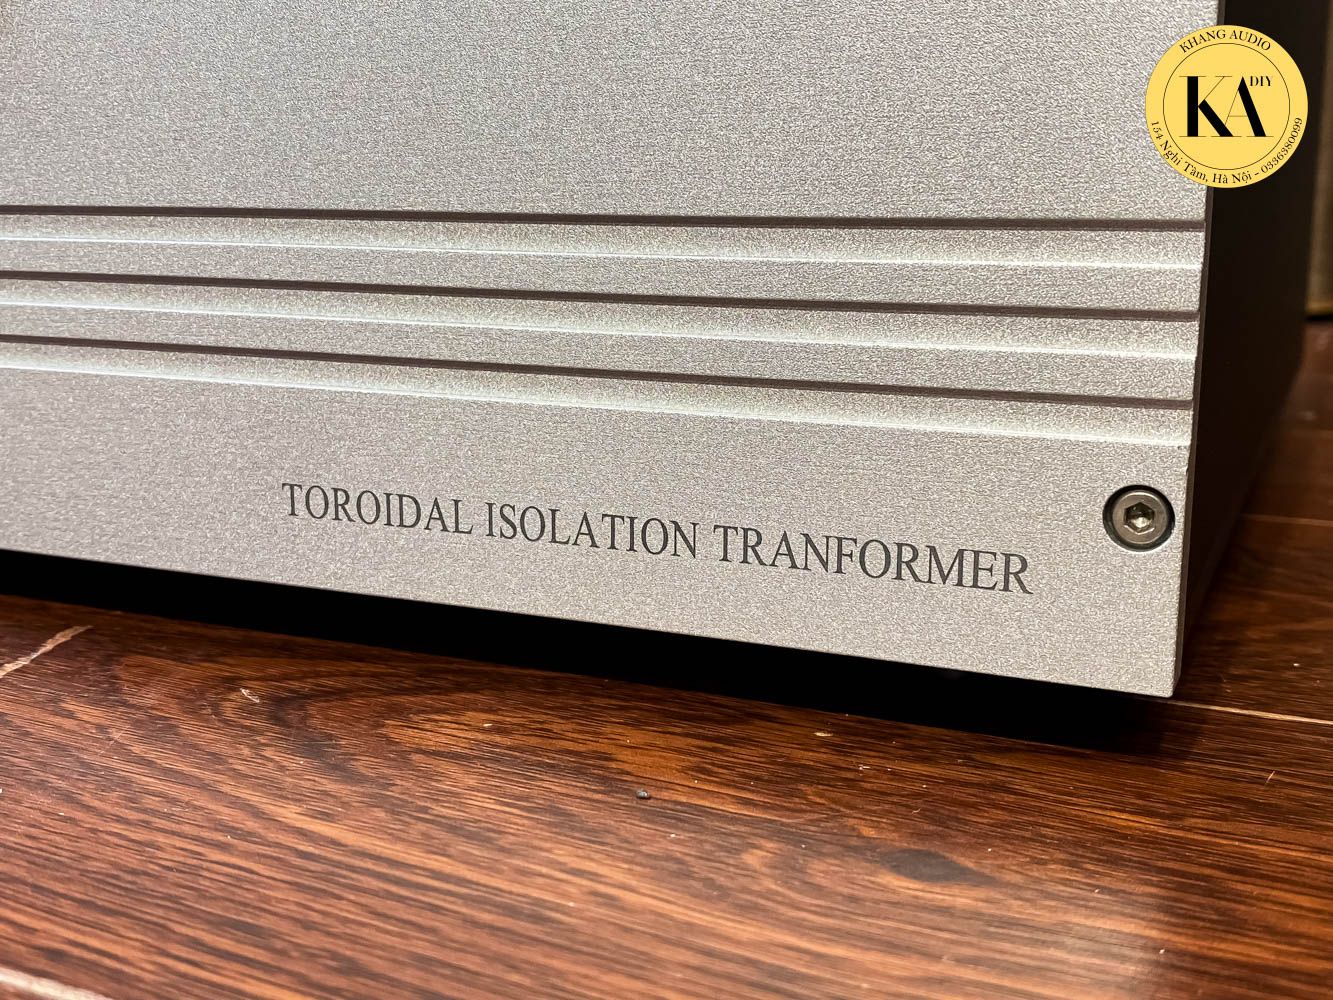 KHANG AUDIO
KA DIY
154 Nghi Tàm, Hà Nội - 0336380099
TOROIDAL ISOLATION TRANFORMER